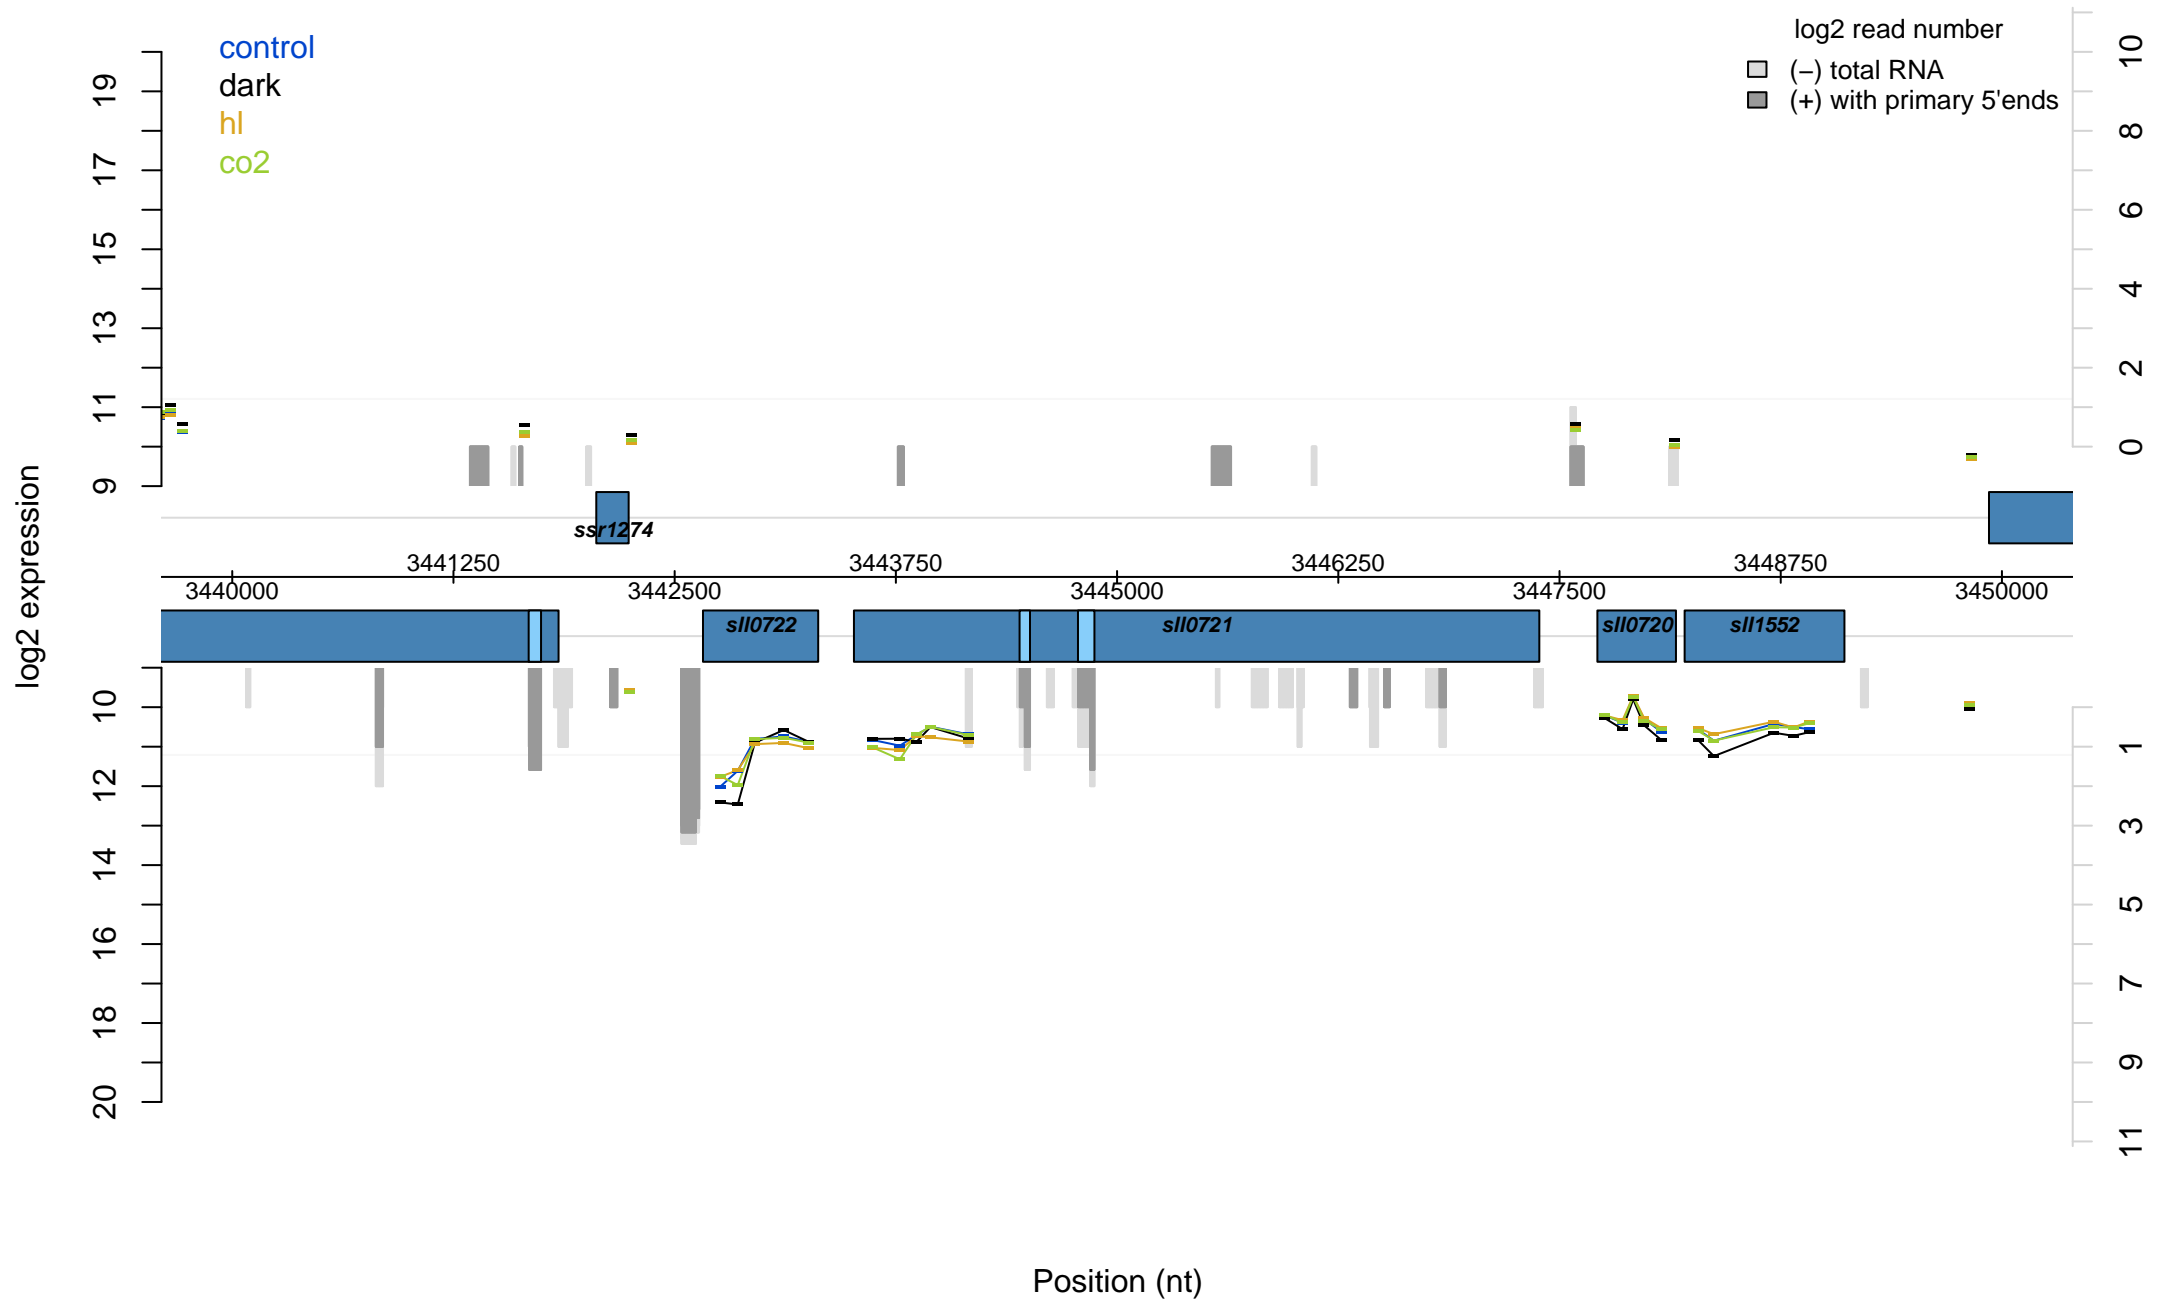 control
dark
hl
co2
log2 read number
(−) total RNA
(+) with primary 5'ends
19
17
15
13
11
9
10
8
6
4
2
0
log2 expression
ssr1274
3441250
3443750
3446250
3448750
3440000
3442500
3445000
3447500
3450000
sll0722
sll0721
sll0720
sll1552
10
12
14
16
18
20
1
3
5
7
9
11
Position (nt)